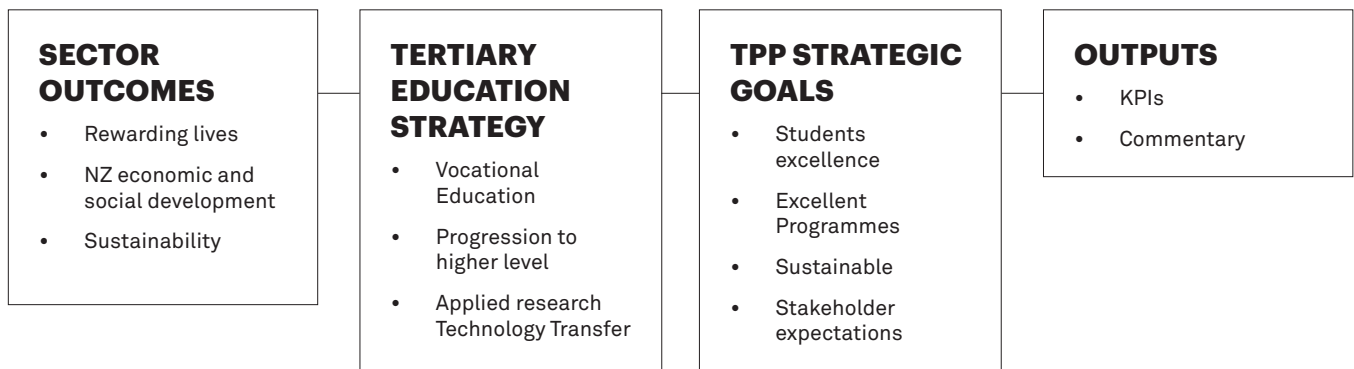 SECTOR
OUTCOMES
• Rewarding lives
• NZ economic and
social development
• Sustainability
TERTIARY
EDUCATION
STRATEGY
• Vocational
Education
• Progression to
higher level
• Applied research
Technology Transfer
TPP STRATEGIC
GOALS
• Students
excellence
• Excellent
Programmes
• Sustainable
• Stakeholder
expectations
OUTPUTS
• KPIs
• Commentary